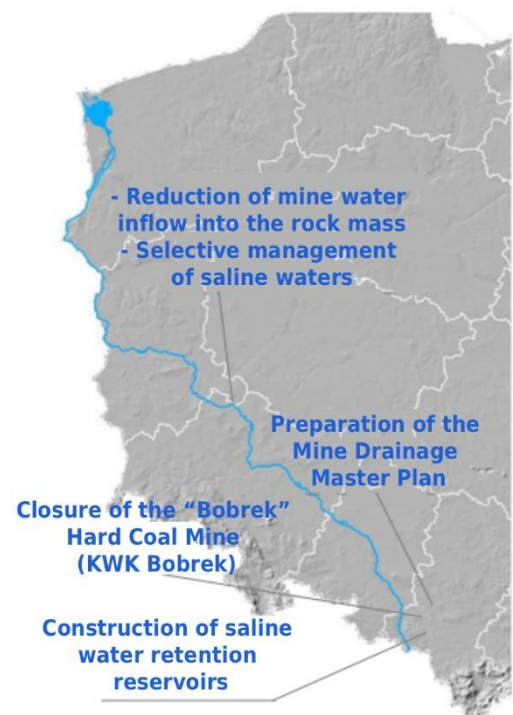 - Reduction of mine water
inflow into the rock mass
- Selective management
of saline waters
Preparation of the
Mine Drainage
Master Plan
Closure of the “Bobrek”
Hard Coal Mine
(KWK Bobrek)
Construction of saline
water retention
reservoirs